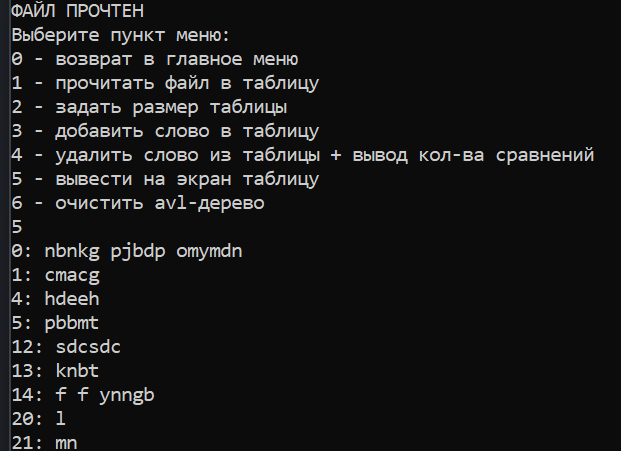 ФАЙЛ ПРОЧТЕН
Выберите пункт меню:
0 - возврат в главное меню
1 - прочитать файл в таблицу
2 - задать размер таблицы
3 - добавить слово в таблицу
4 - удалить слово из таблицы + вывод кол-ва сравнений
5 - вывести на экран таблицу
6 - очистить avl-дерево
5
0: nbnkg pjbdp omymdn
1: cmacg
4: hdeeh
5: pbbmt
12: sdcsdc
13: knbt
14: f f ynngb
20: l
21: mn